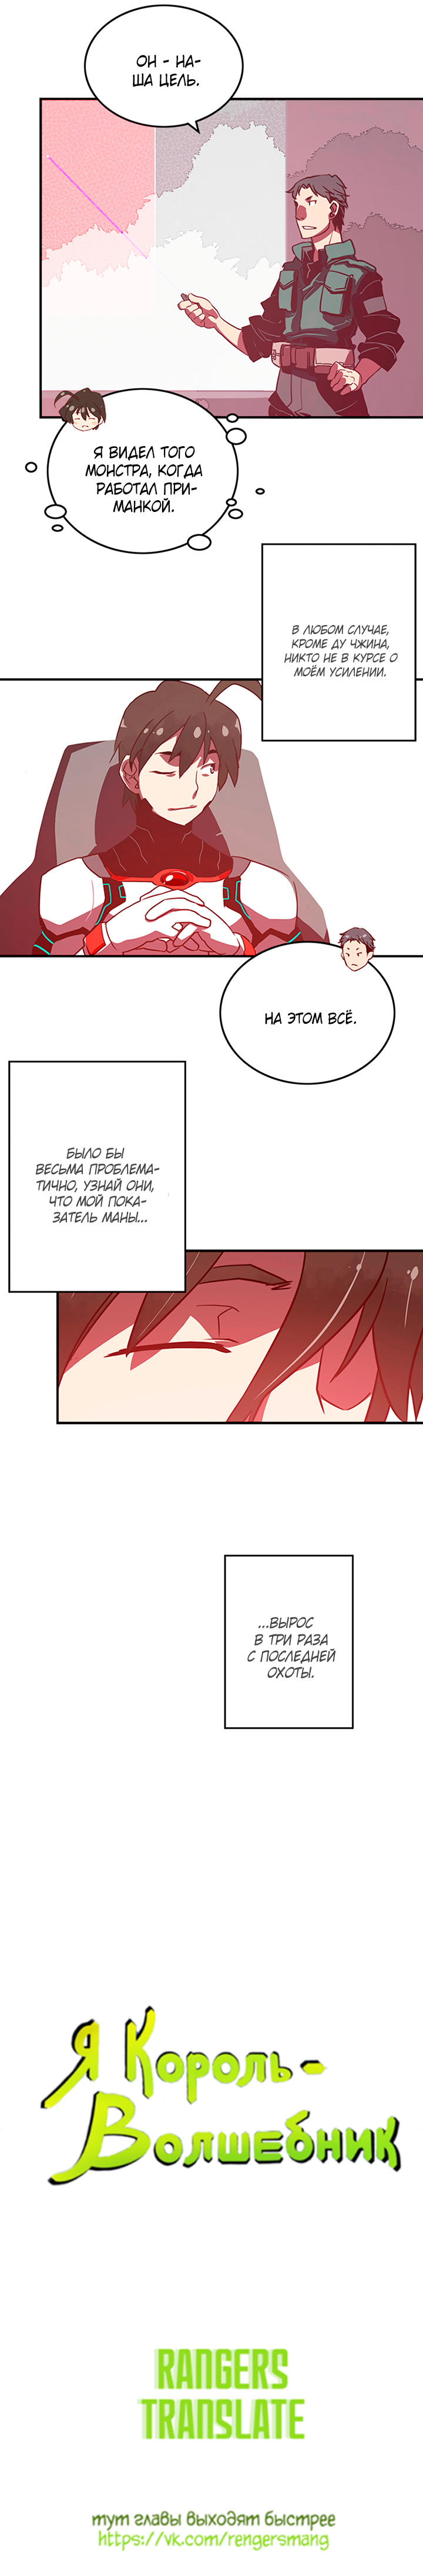 ОН - НА-
ША ЦЕЛЬ.
Я ВИДЕЛ ТОГО
МОНСТРА, КОГДА
РАБОТАЛ ПРИ-
МАНКОЙ.
В ЛЮБОМ СЛУЧАЕ,
КРОМЕ ДУ ЧЖИНА,
НИКТО НЕ В КУРСЕ О
МОЁМ УСИЛЕНИИ.
НА ЭТОМ ВСЁ.
БЫЛО БЫ
ВЕСЬМА ПРОБЛЕМА-
ТИЧНО, УЗНАЙ ОНИ,
ЧТО МОЙ ПОКА-
ЗАТЕЛЬ МАНЫ...
...ВЫРОС
В ТРИ РАЗА
С ПОСЛЕДНЕЙ
ОХОТЫ.
Я КОРОЛЬ-
ВОЛШЕБНИК
RANGERS
TRANSLATE
тут главы выходят быстрее
https://vk.com/rengersmang